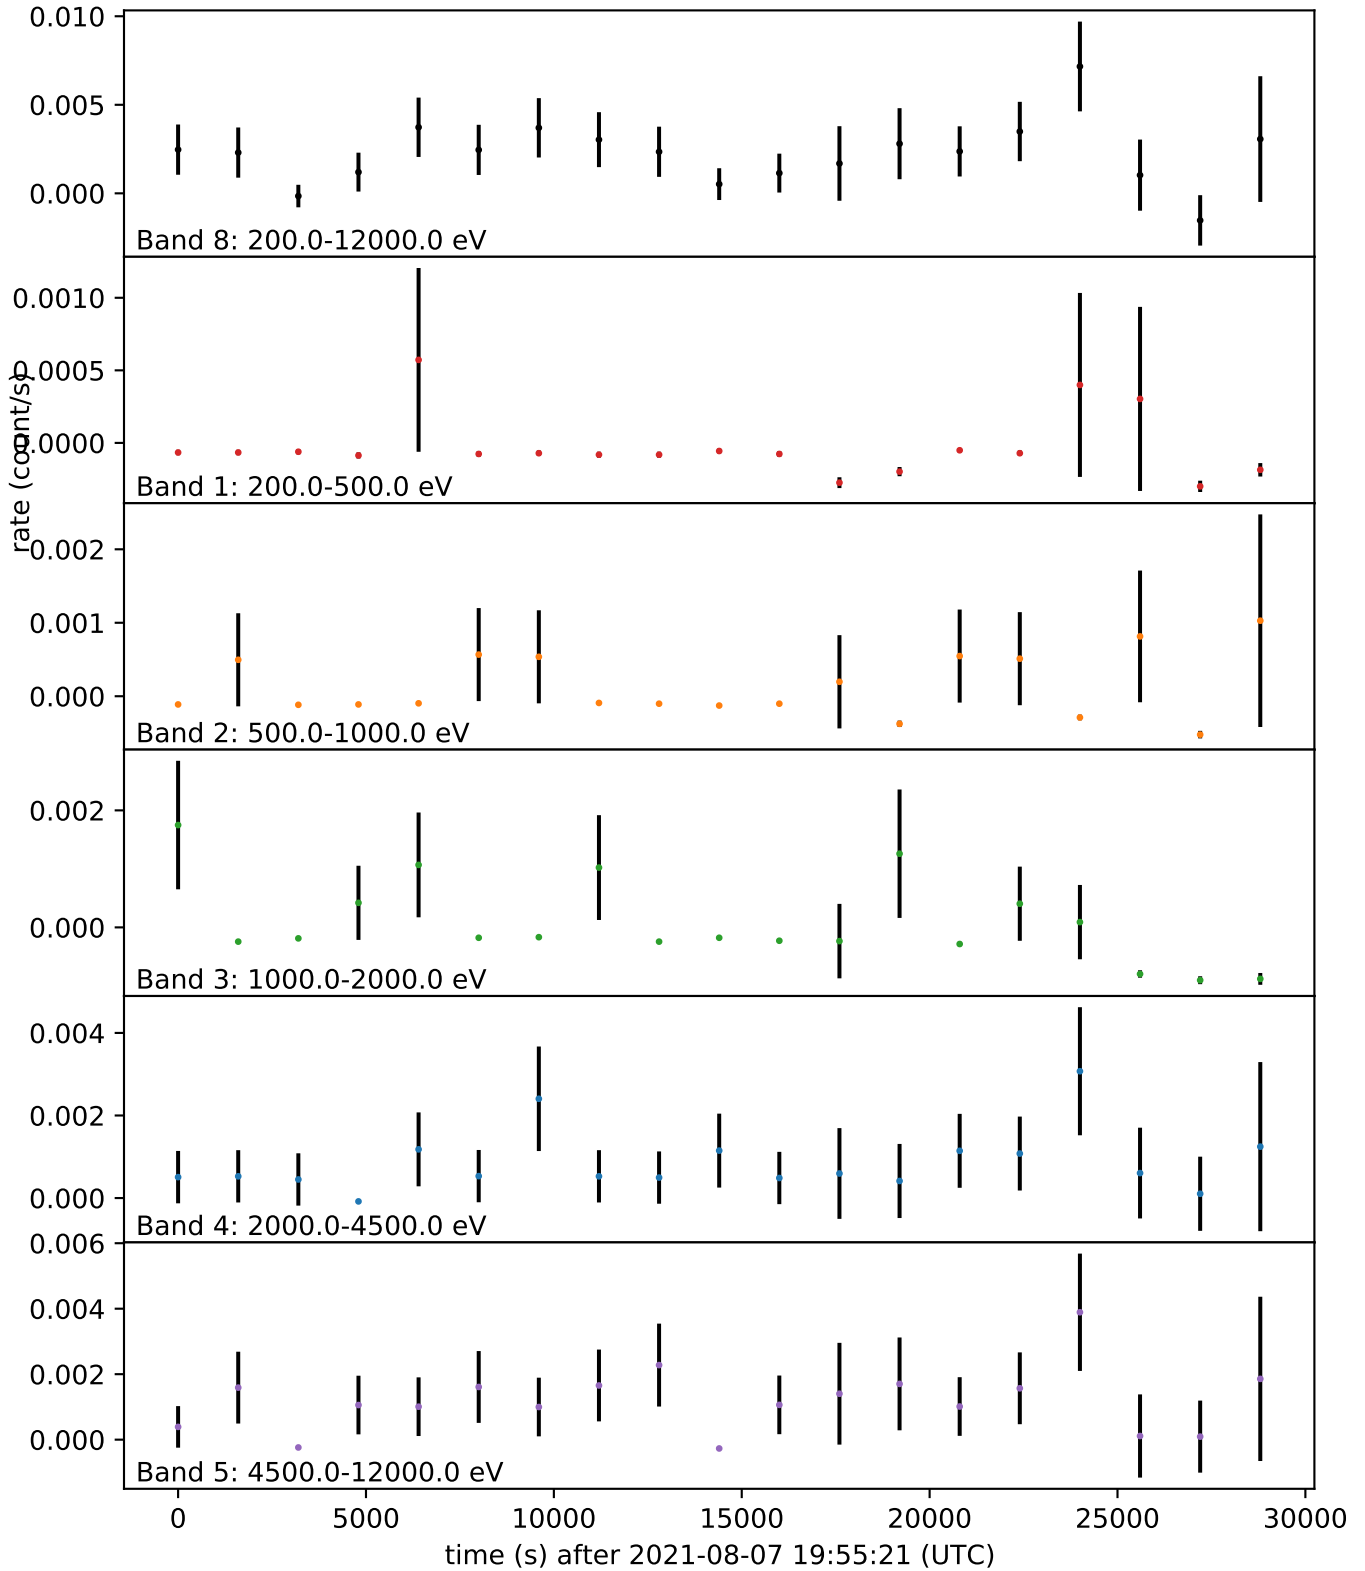 0.010
0.005
0.000
Band 8: 200.0-12000.0 eV
0.0010
0.0005
0.0000
Band 1: 200.0-500.0 eV
rate (count/s)
0.002
0.001
0.000
Band 2: 500.0-1000.0 eV
0.002
0.000
Band 3: 1000.0-2000.0 eV
0.004
0.002
0.000
Band 4: 2000.0-4500.0 eV
0.006
0.004
0.002
0.000
Band 5: 4500.0-12000.0 eV
0 5000 10000 15000 20000 25000 30000
time (s) after 2021-08-07 19:55:21 (UTC)